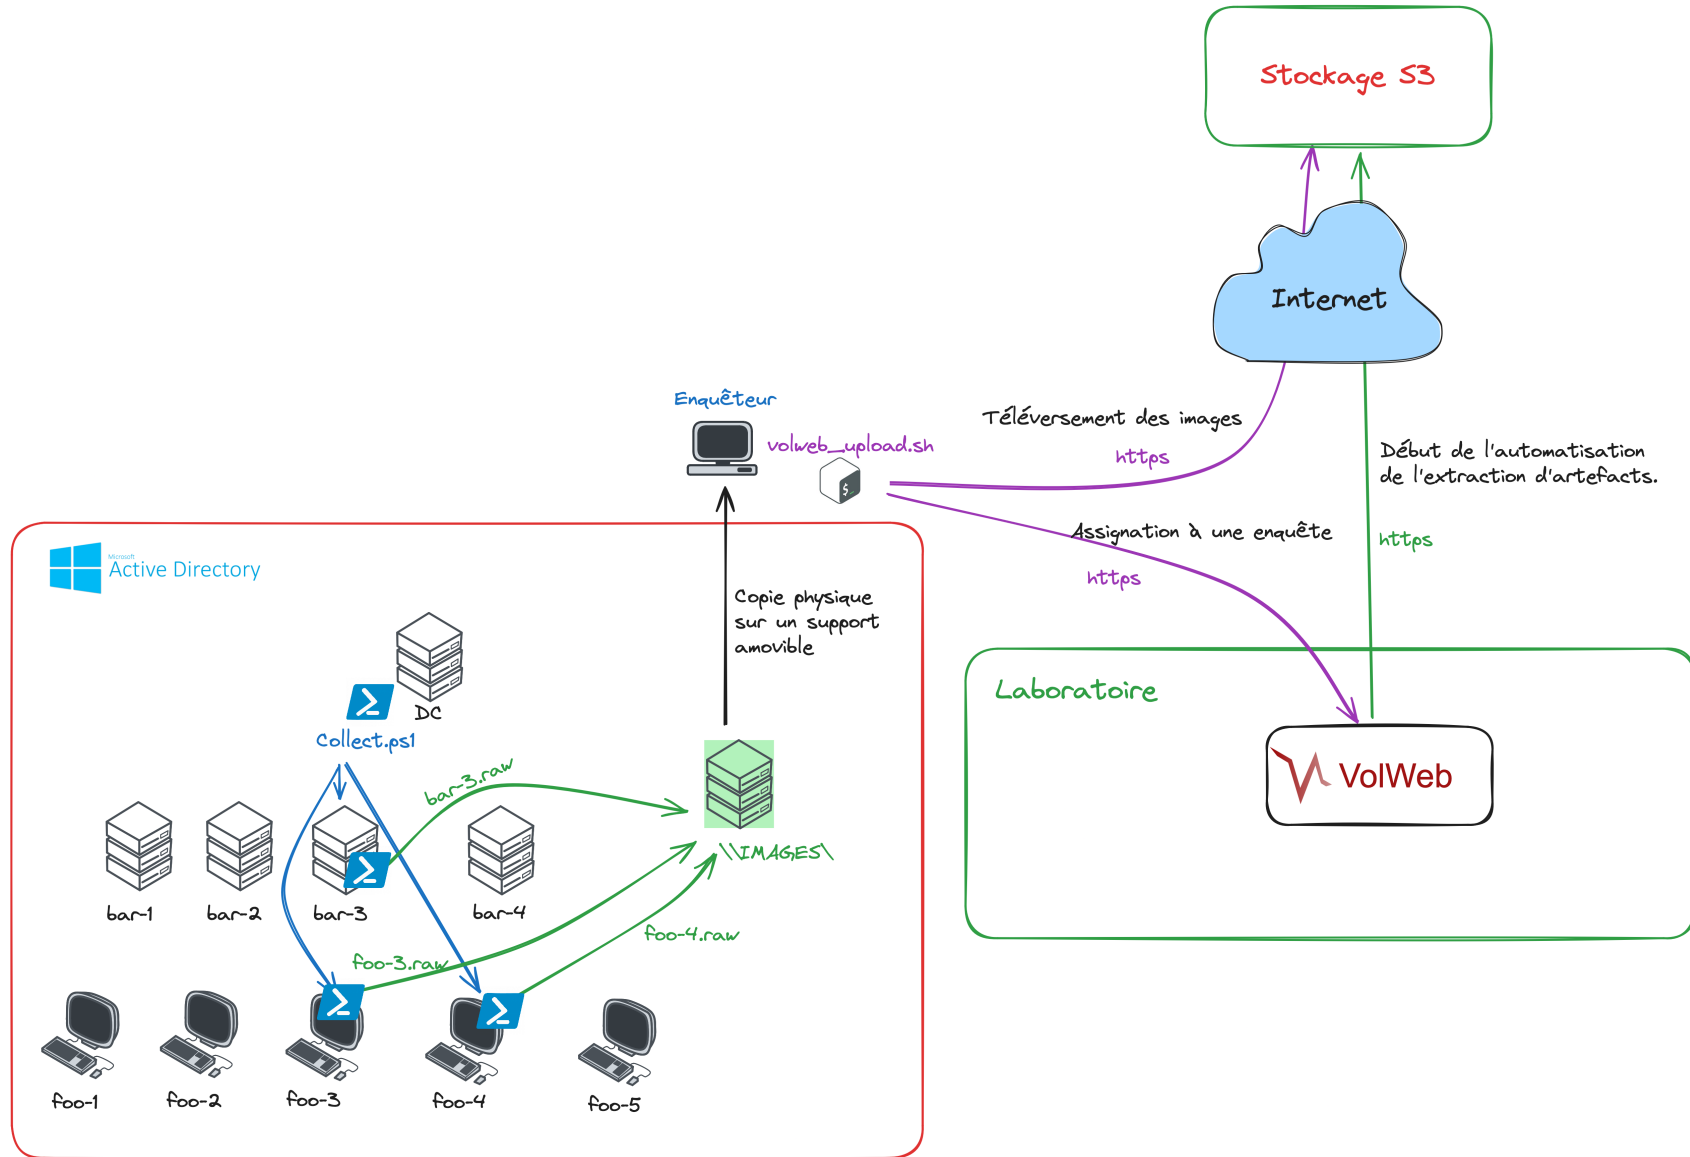 Stockage S3
Internet
Enquêteur
volweb_upload.sh
$_
Téléversement des images
https
Début de l'automatisation
de l'extraction d'artefacts.
https
Assignation à une enquête
https
Microsoft
Active Directory
Copie physique
sur un support
amovible
DC
Collect.ps1
Laboratoire
VolWeb
bar-3.raw
\\IMAGES\
bar-1
bar-2
bar-3
bar-4
foo-4.raw
foo-3.raw
foo-1
foo-2
foo-3
foo-4
foo-5